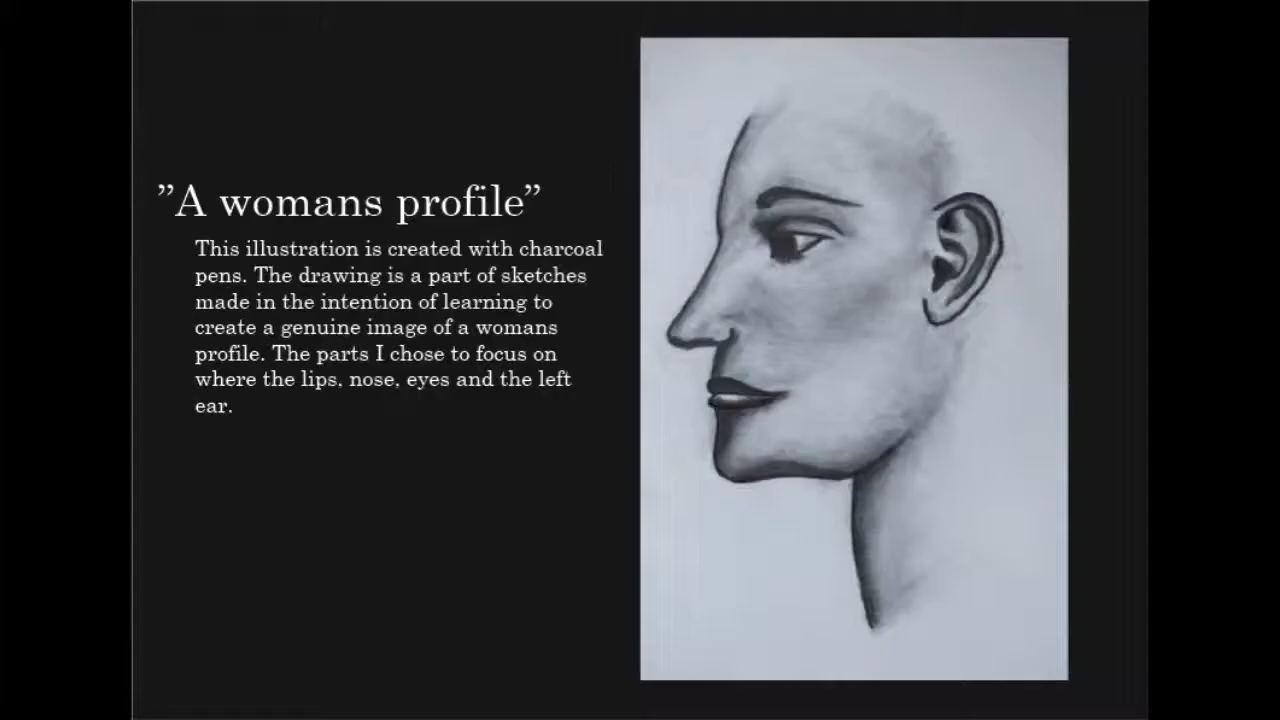 ”A womans profile”
This illustration is created with charcoal
pens. The drawing is a part of sketches
made in the intention of learning to
create a genuine image of a womans
profile. The parts I chose to focus on
where the lips, nose, eyes and the left
ear.